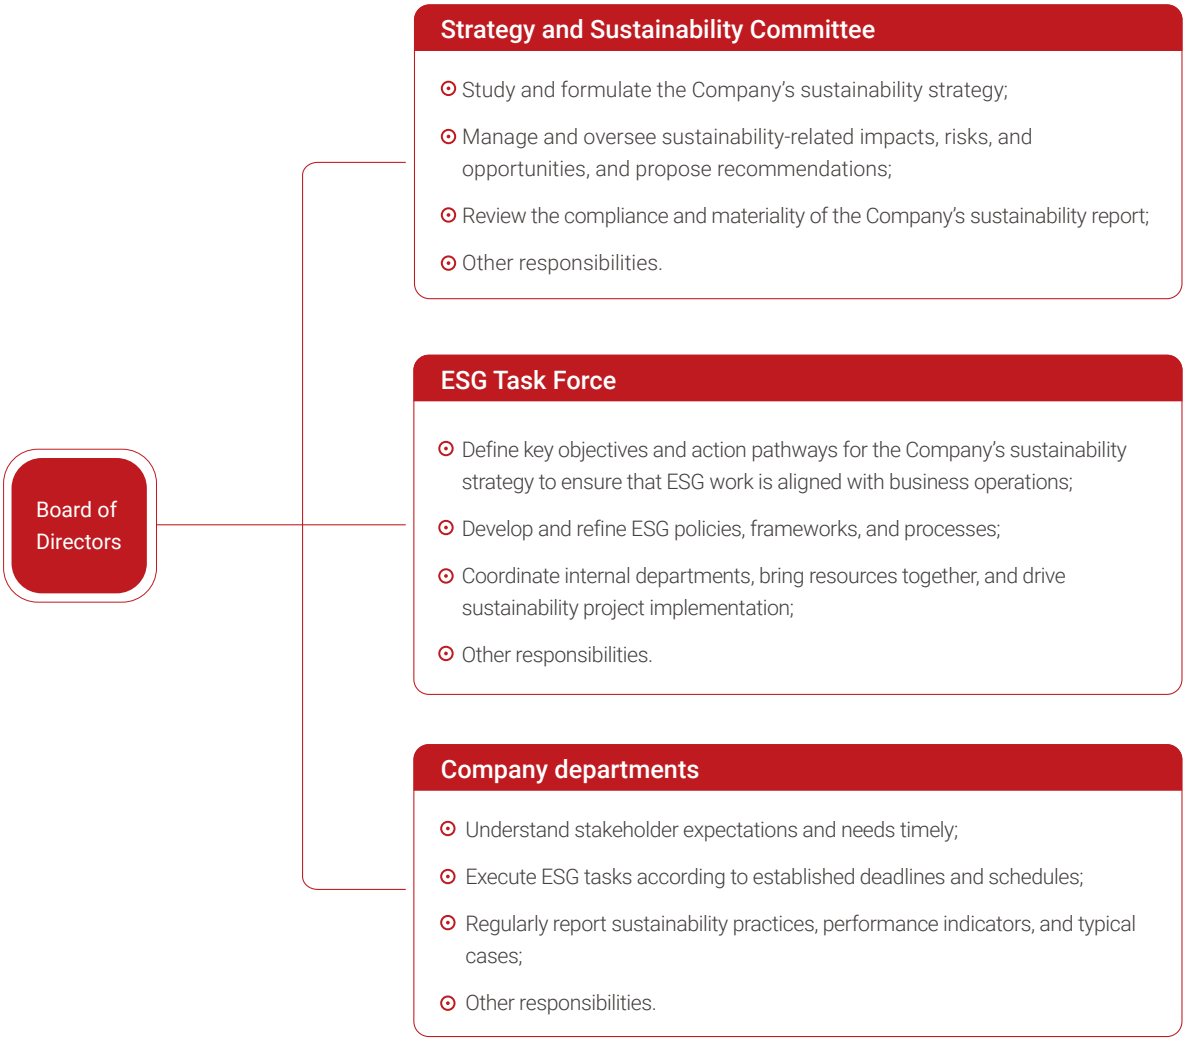 Strategy and Sustainability Committee
Study and formulate the Company’s sustainability strategy;
Manage and oversee sustainability-related impacts, risks, and
opportunities, and propose recommendations;
Review the compliance and materiality of the Company’s sustainability report;
Other responsibilities.
ESG Task Force
Define key objectives and action pathways for the Company’s sustainability
strategy to ensure that ESG work is aligned with business operations;
Develop and refine ESG policies, frameworks, and processes;
Coordinate internal departments, bring resources together, and drive
sustainability project implementation;
Other responsibilities.
Board of
Directors
Company departments
Understand stakeholder expectations and needs timely;
Execute ESG tasks according to established deadlines and schedules;
Regularly report sustainability practices, performance indicators, and typical
cases;
Other responsibilities.